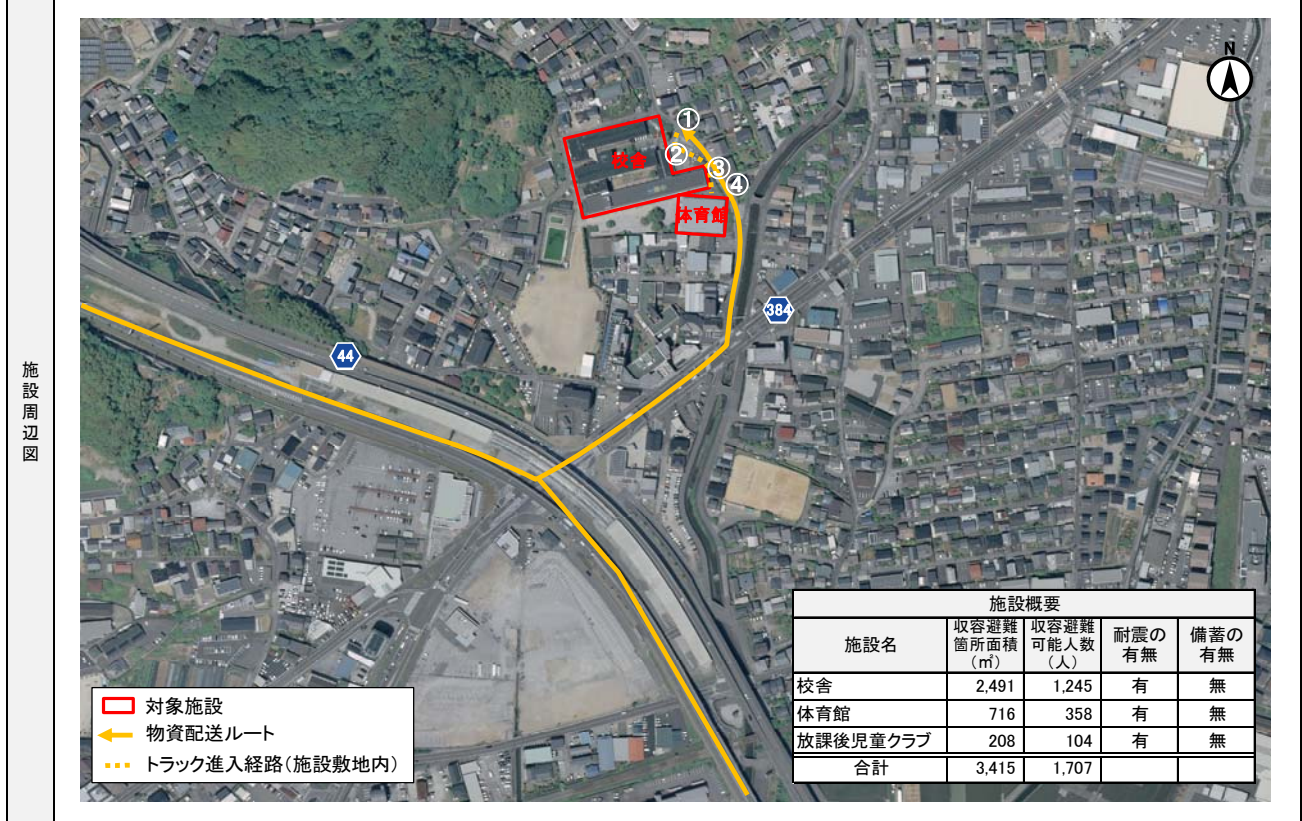 施設周辺図
N
①
校舎
②
③
④
体育館
384
44
施設概要
施設名 収容避難箇所面積(㎡) 収容避難可能人数(人) 耐震の有無 備蓄の有無
校舎 2,491 1,245 有 無
体育館 716 358 有 無
放課後児童クラブ 208 104 有 無
合計 3,415 1,707
対象施設
物資配送ルート
トラック進入経路(施設敷地内)